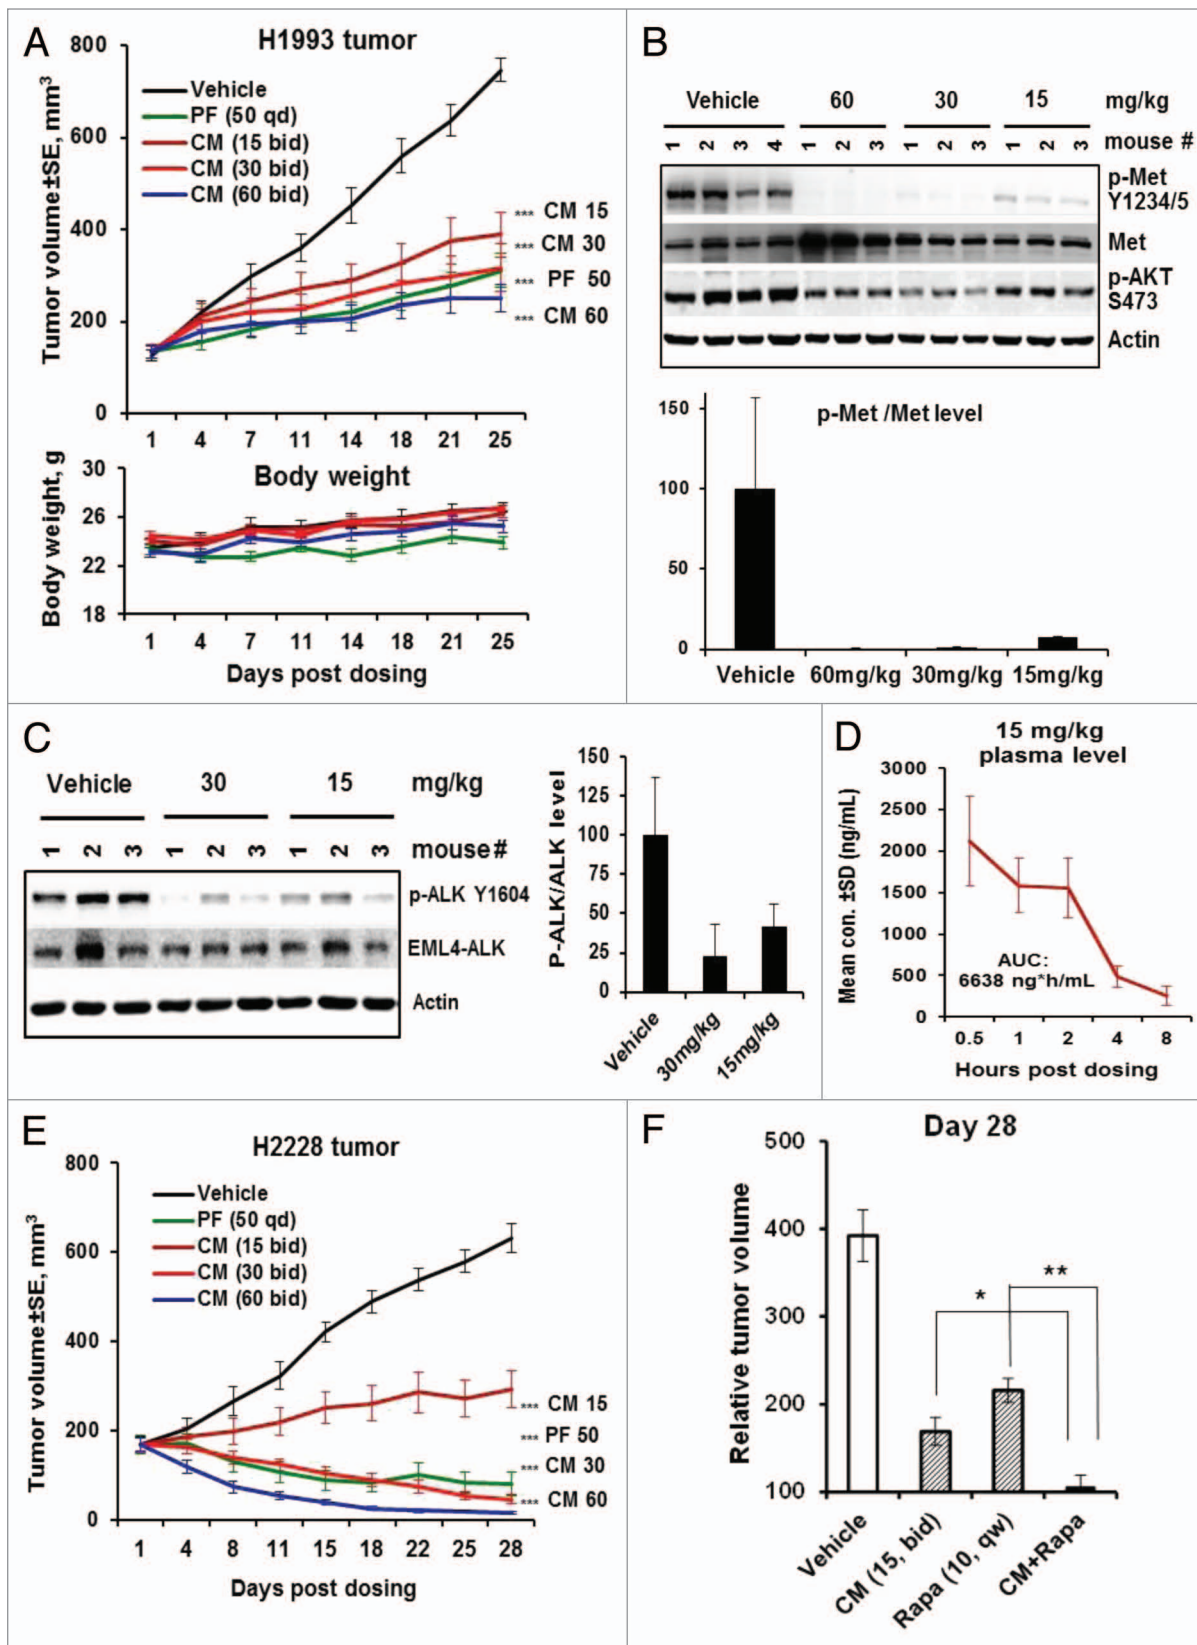 A
H1993 tumor
Tumor volume±SE, mm³
800
600
400
200
0
Vehicle
PF (50 qd)
CM (15 bid)
CM (30 bid)
CM (60 bid)
*** CM 15
*** CM 30
*** PF 50
*** CM 60
1 4 7 11 14 18 21 25
Body weight
Body weight, g
30
26
22
18
1 4 7 11 14 18 21 25
Days post dosing
B
Vehicle 60 30 15 mg/kg
1 2 3 4 1 2 3 1 2 3 1 2 3 mouse #
p-Met
Y1234/5
Met
p-AKT
S473
Actin
p-Met /Met level
150
100
50
0
Vehicle 60mg/kg 30mg/kg 15mg/kg
C
Vehicle 30 15 mg/kg
1 2 3 1 2 3 1 2 3 mouse#
p-ALK Y1604
EML4-ALK
Actin
P-ALK/ALK level
150
125
100
75
50
25
0
Vehicle
30mg/kg
15mg/kg
D
15 mg/kg
plasma level
Mean con. ±SD (ng/mL)
3000
2500
2000
1500
1000
500
0
AUC:
6638 ng*h/mL
0.5 1 2 4 8
Hours post dosing
E
H2228 tumor
Tumor volume±SE, mm³
800
600
400
200
0
Vehicle
PF (50 qd)
CM (15 bid)
CM (30 bid)
CM (60 bid)
*** CM 15
*** PF 50
*** CM 30
*** CM 60
1 4 8 11 15 18 22 25 28
Days post dosing
F
Day 28
Relative tumor volume
500
400
300
200
100
*
**
Vehicle
CM (15, bid)
Rapa (10, qw)
CM+Rapa